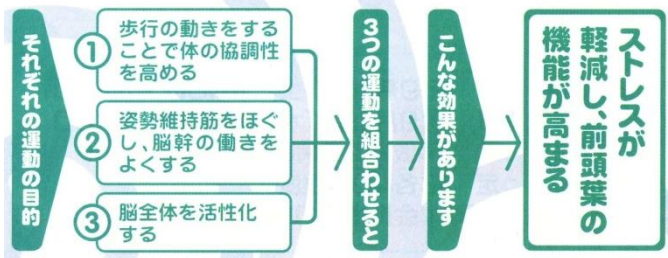 それぞれの運動の目的
①
歩行の動きをする
ことで体の協調性
を高める
②
姿勢維持筋をほぐ
し、脳幹の働きを
よくする
③
脳全体を活性化
する
3つの運動を組合わせると
こんな効果があります
ストレスが
軽減し、前頭葉の
機能が高まる